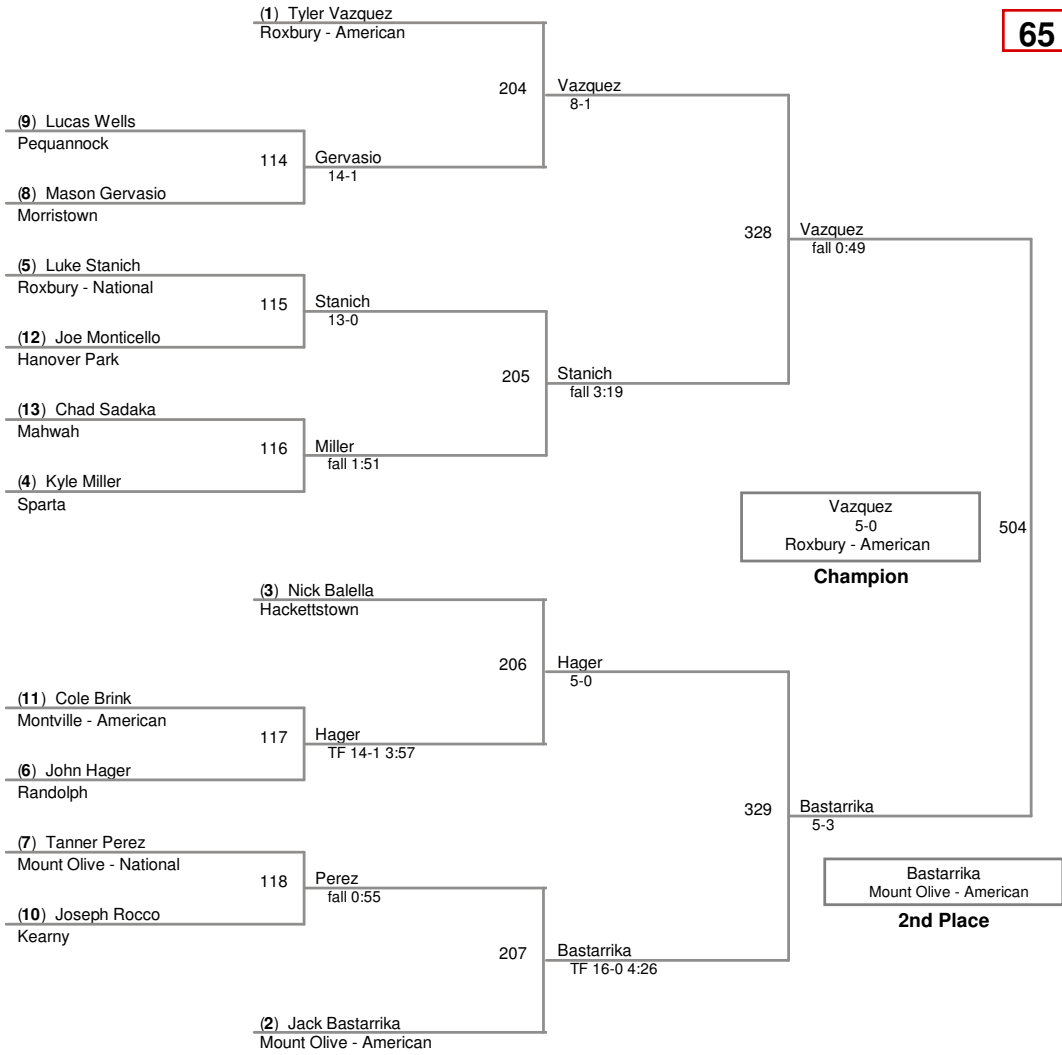 (1) Tyler Vazquez
Roxbury - American
65
204
Vazquez
8-1
(9) Lucas Wells
Pequannock
114
Gervasio
14-1
(8) Mason Gervasio
Morristown
328
Vazquez
fall 0:49
(5) Luke Stanich
Roxbury - National
115
Stanich
13-0
(12) Joe Monticello
Hanover Park
205
Stanich
fall 3:19
(13) Chad Sadaka
Mahwah
116
Miller
fall 1:51
(4) Kyle Miller
Sparta
Vazquez
5-0
Roxbury - American
504
Champion
(3) Nick Balella
Hackettstown
206
Hager
5-0
(11) Cole Brink
Montville - American
117
Hager
TF 14-1 3:57
(6) John Hager
Randolph
329
Bastarrika
5-3
(7) Tanner Perez
Mount Olive - National
118
Perez
fall 0:55
Bastarrika
Mount Olive - American
2nd Place
(10) Joseph Rocco
Kearny
207
Bastarrika
TF 16-0 4:26
(2) Jack Bastarrika
Mount Olive - American